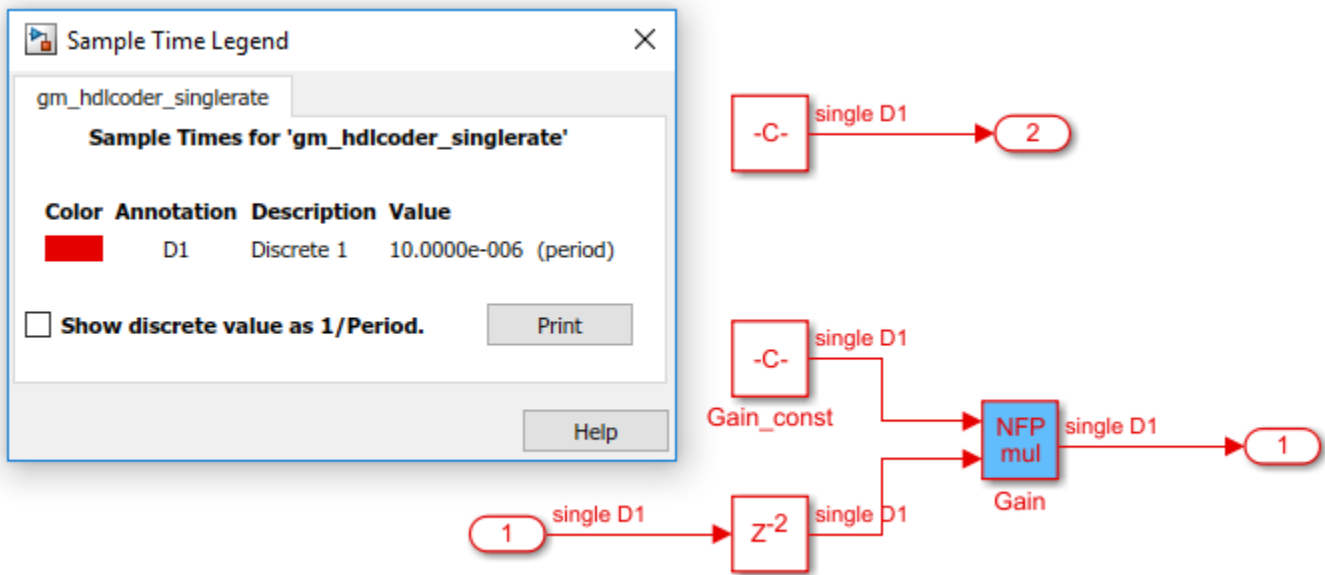 Sample Time Legend
gm_hdlcoder_singlerate
Sample Times for 'gm_hdlcoder_singlerate'
Color Annotation Description Value
D1 Discrete 1 10.0000e-006 (period)
Show discrete value as 1/Period.
Print
Help
-C-
single D1
2
-C-
single D1
Gain_const
NFP
mul
single D1
1
Gain
1
single D1
Z-2
single D1